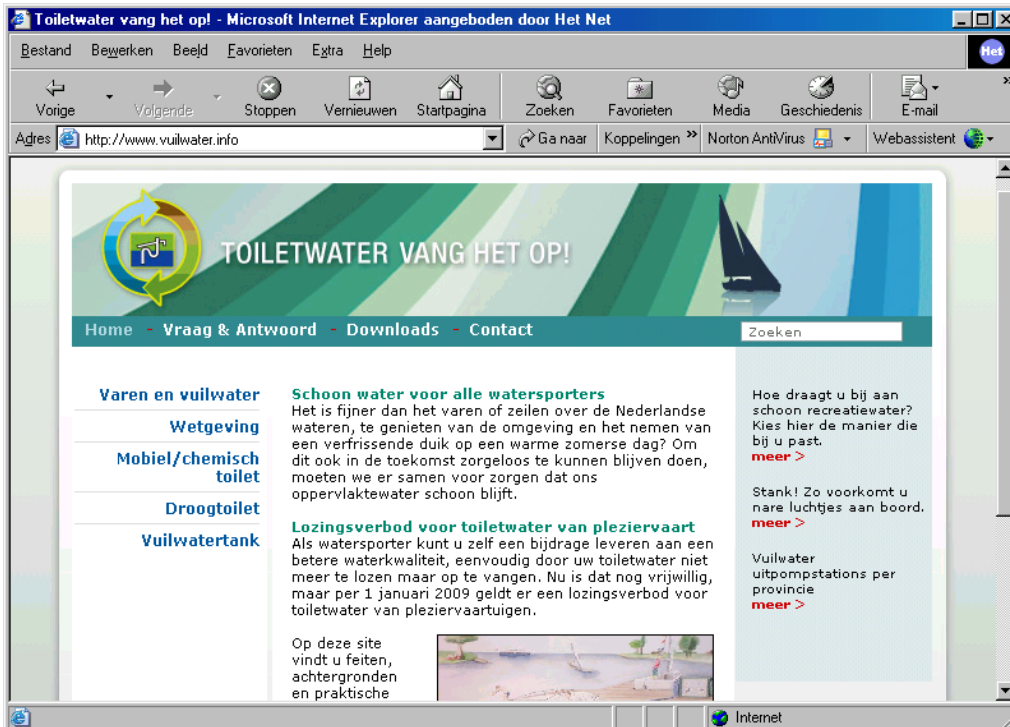 Toiletwater vang het op! - Microsoft Internet Explorer aangeboden door Het Net
Bestand Bewerken Beeld Favorieten Extra Help
Het
Vorige Volgende Stoppen Vernieuwen Startpagina Zoeken Favorieten Media Geschiedenis E-mail
Adres http://www.vuilwater.info Ga naar Koppelingen Norton AntiVirus Webassistent
TOILETWATER VANG HET OP!
Home - Vraag & Antwoord - Downloads - Contact
Zoeken
Varen en vuilwater
Wetgeving
Mobiel/chemisch
toilet
Droogtoilet
Vuilwatertank
Schoon water voor alle watersporters
Het is fijner dan het varen of zeilen over de Nederlandse
wateren, te genieten van de omgeving en het nemen van
een verfrissende duik op een warme zomerse dag? Om
dit ook in de toekomst zorgeloos te kunnen blijven doen,
moeten we er samen voor zorgen dat ons
oppervlaktewater schoon blijft.
Lozingsverbod voor toiletwater van pleziervaart
Als watersporter kunt u zelf een bijdrage leveren aan een
betere waterkwaliteit, eenvoudig door uw toiletwater niet
meer te lozen maar op te vangen. Nu is dat nog vrijwillig,
maar per 1 januari 2009 geldt er een lozingsverbod voor
toiletwater van pleziervaartuigen.
Op deze site
vindt u feiten,
achtergronden
en praktische
Hoe draagt u bij aan
schoon recreatiewater?
Kies hier de manier die
bij u past.
meer >
Stank! Zo voorkomt u
nare luchtjes aan boord.
meer >
Vuilwater
uitpompstations per
provincie
meer >
Internet